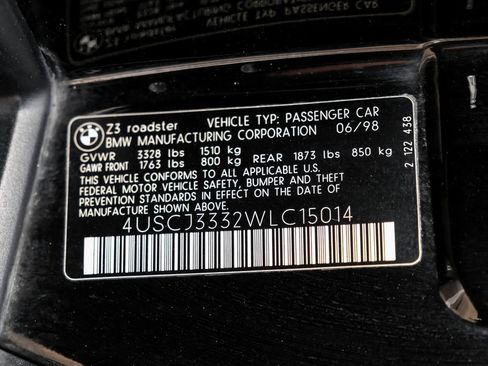 Z3 roadster VEHICLE TYP: PASSENGER CAR
BMW MANUFACTURING CORPORATION 06/98
GVWR 3328 lbs 1510 kg
GAWR FRONT 1763 lbs 800 kg REAR 1873 lbs 850 kg
THIS VEHICLE CONFORMS TO ALL APPLICABLE U.S.
FEDERAL MOTOR VEHICLE SAFETY, BUMPER AND THEFT
PREVENTION STANDARDS IN EFFECT ON THE DATE OF
MANUFACTURE SHOWN ABOVE.
4USCJ3332WLC15014
2 122 438